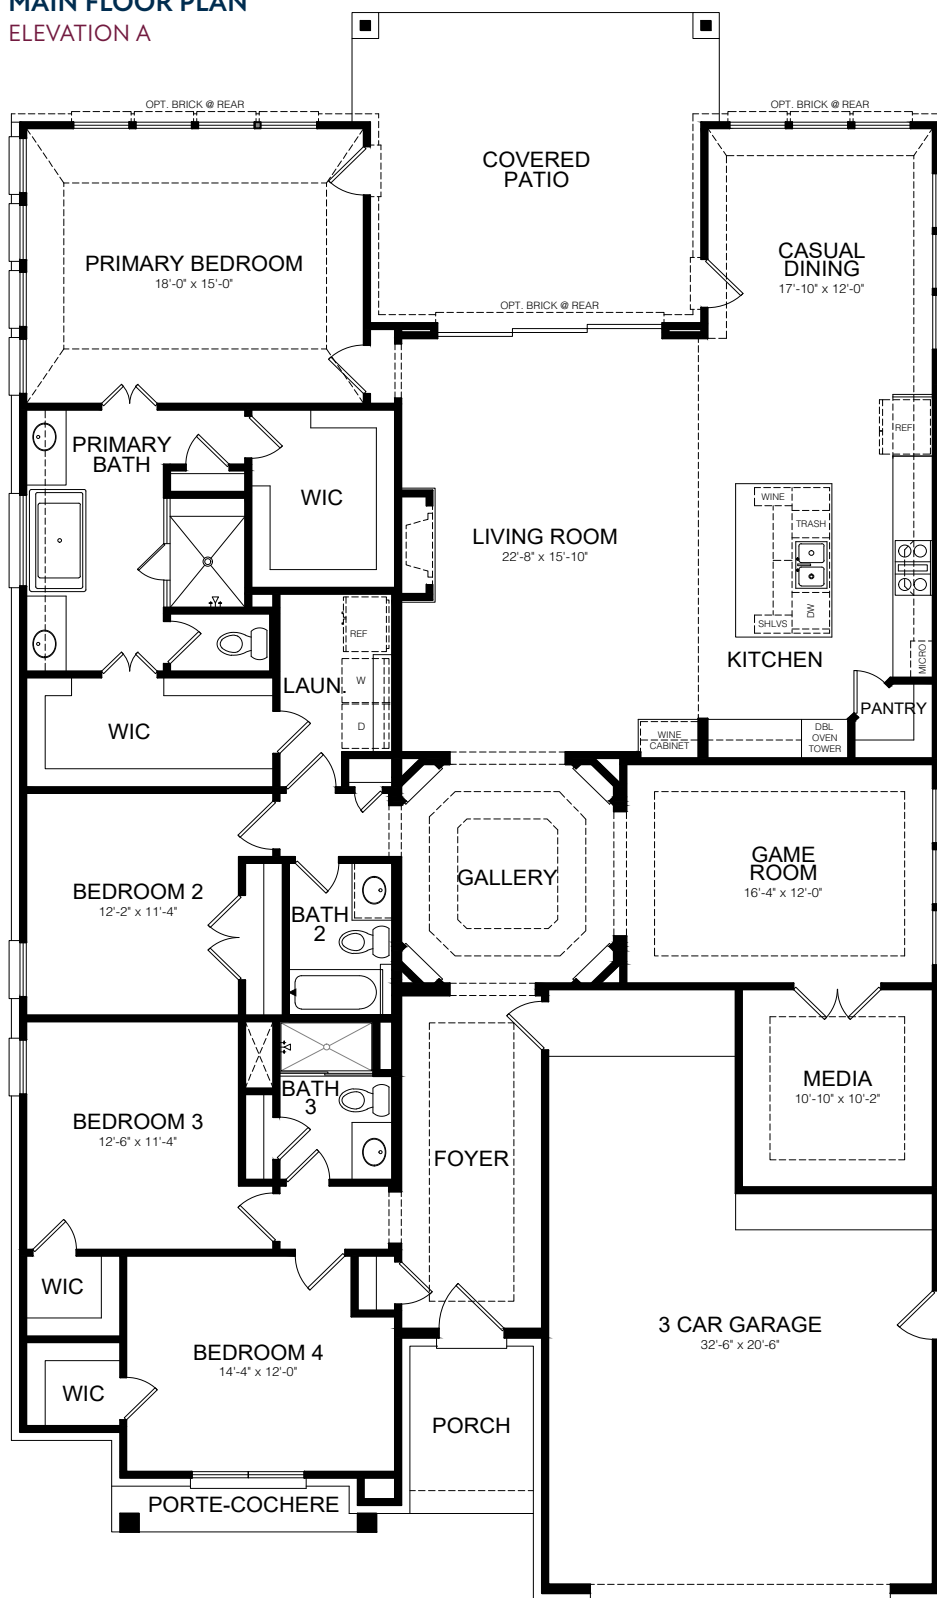 MAIN FLOOR PLAN
ELEVATION A
OPT. BRICK @ REAR
OPT. BRICK @ REAR
COVERED
PATIO
PRIMARY BEDROOM
18'-0" x 15'-0"
CASUAL
DINING
17'-10" x 12'-0"
OPT. BRICK @ REAR
PRIMARY
BATH
WIC
REF
WINE
TRASH
LIVING ROOM
22'-8" x 15'-10"
SHLVS
DW
REF
KITCHEN
MICRO
LAUN.
W
D
WIC
PANTRY
WINE
CABINET
DBL
OVEN
TOWER
BEDROOM 2
12'-2" x 11'-4"
BATH
2
GALLERY
GAME
ROOM
16'-4" x 12'-0"
BEDROOM 3
12'-6" x 11'-4"
BATH
3
FOYER
MEDIA
10'-10" x 10'-2"
WIC
BEDROOM 4
14'-4" x 12'-0"
WIC
3 CAR GARAGE
32'-6" x 20'-6"
PORCH
PORTE-COCHERE